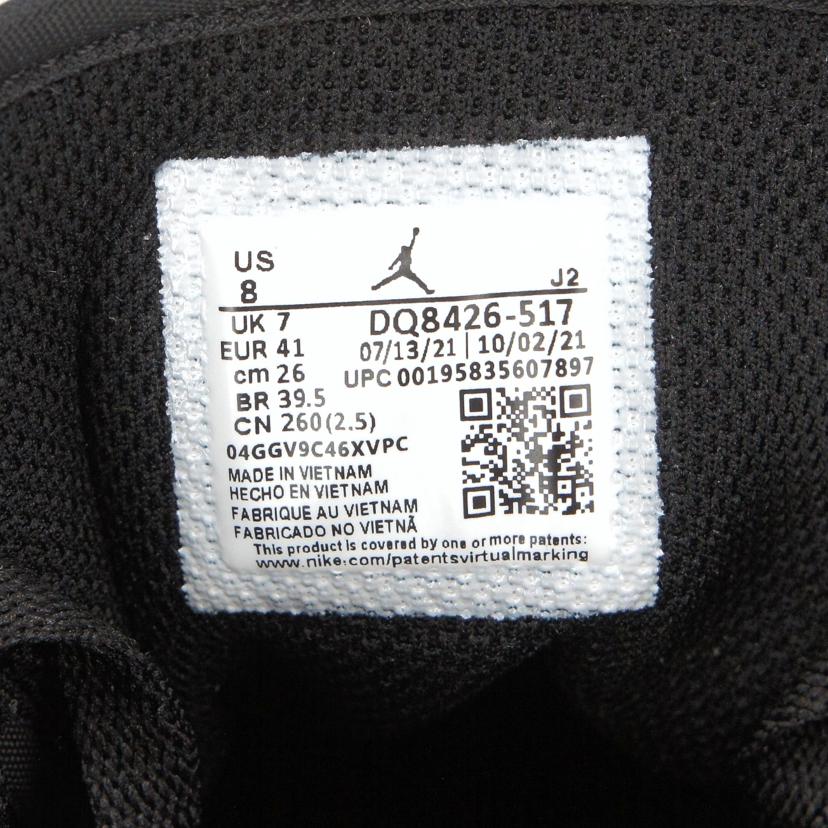 US
8
J2
UK 7
DQ8426-517
EUR 41
07/13/21 | 10/02/21
cm 26
UPC 00195835607897
BR 39.5
CN 260(2.5)
04GGV9C46XVPC
MADE IN VIETNAM
HECHO EN VIETNAM
FABRIQUE AU VIETNAM
FABRICADO NO VIETNÃ
This product is covered by one or more patents:
www.nike.com/patentsvirtualmarking